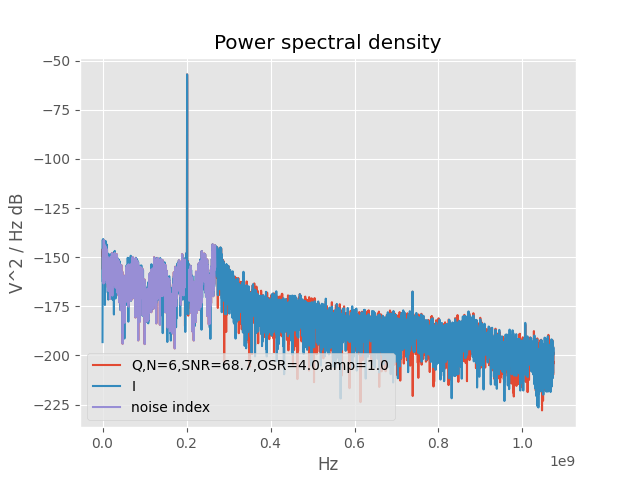 Power spectral density
−50
−75
−100
−125
−150
−175
−200
−225
V^2 / Hz dB
Q,N=6,SNR=68.7,OSR=4.0,amp=1.0
I
noise index
0.0 0.2 0.4 0.6 0.8 1.0
1e9
Hz